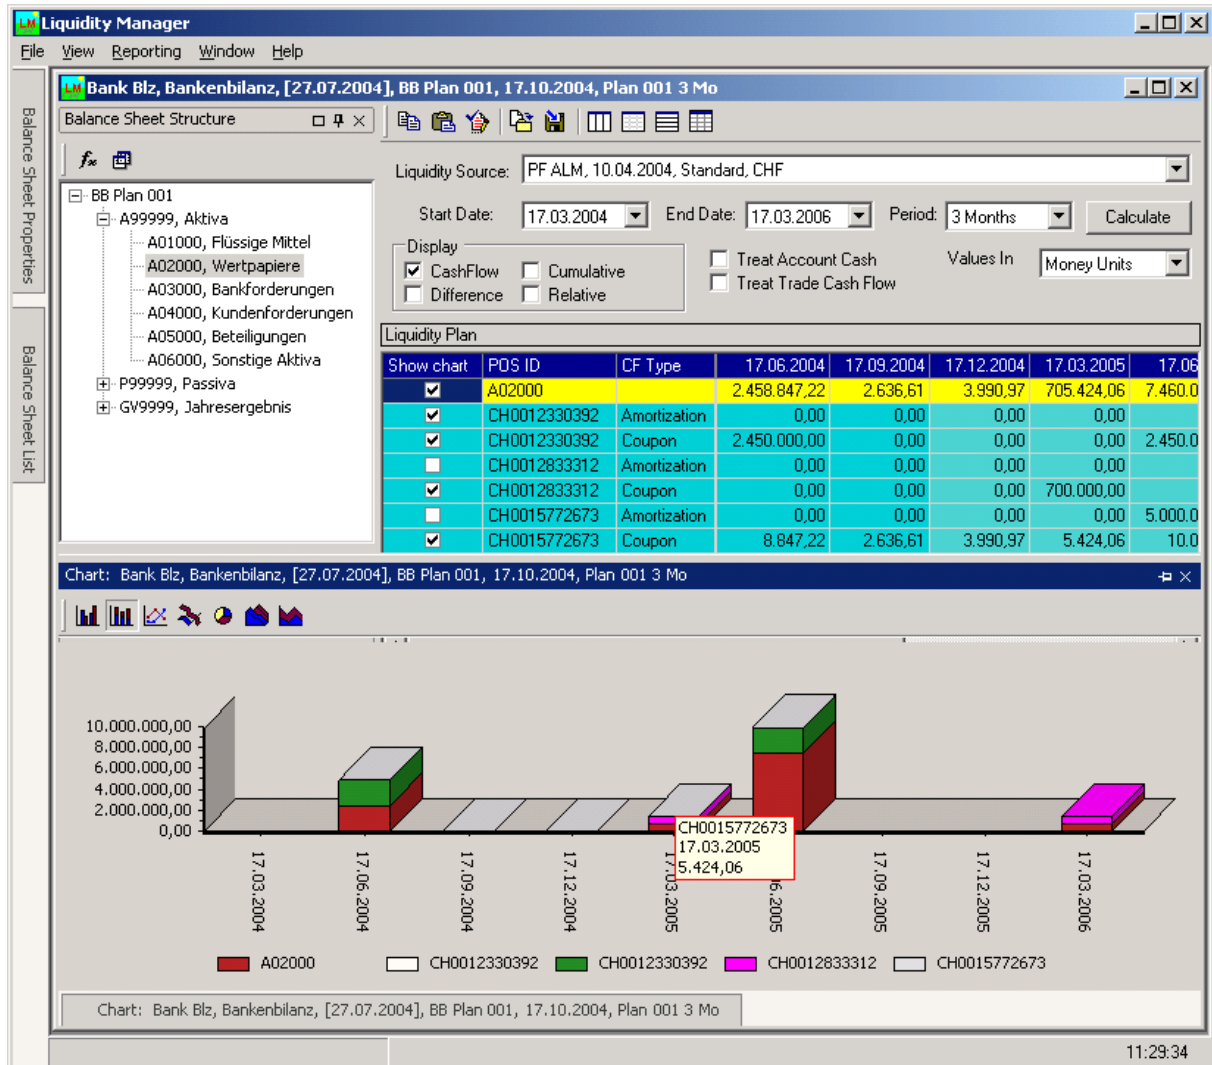 LM Liquidity Manager
File View Reporting Window Help
LM Bank Blz, Bankenbilanz, [27.07.2004], BB Plan 001, 17.10.2004, Plan 001 3 Mo
Balance Sheet Properties
Balance Sheet List
Balance Sheet Structure
BB Plan 001
A99999, Aktiva
A01000, Flüssige Mittel
A02000, Wertpapiere
A03000, Bankforderungen
A04000, Kundenforderungen
A05000, Beteiligungen
A06000, Sonstige Aktiva
P99999, Passiva
GV9999, Jahresergebnis
Liquidity Source: PF ALM, 10.04.2004, Standard, CHF
Start Date: 17.03.2004 End Date: 17.03.2006 Period: 3 Months Calculate
Display
CashFlow Cumulative
Difference Relative
Treat Account Cash
Treat Trade Cash Flow
Values In Money Units
Liquidity Plan
Show chart POS ID CF Type 17.06.2004 17.09.2004 17.12.2004 17.03.2005 17.06
A02000 2.458.847,22 2.636,61 3.990,97 705.424,06 7.460.0
CH0012330392 Amortization 0,00 0,00 0,00 0,00
CH0012330392 Coupon 2.450.000,00 0,00 0,00 0,00 2.450.0
CH0012833312 Amortization 0,00 0,00 0,00 0,00
CH0012833312 Coupon 0,00 0,00 0,00 700.000,00
CH0015772673 Amortization 0,00 0,00 0,00 0,00 5.000.0
CH0015772673 Coupon 8.847,22 2.636,61 3.990,97 5.424,06 10.0
Chart: Bank Blz, Bankenbilanz, [27.07.2004], BB Plan 001, 17.10.2004, Plan 001 3 Mo
10.000.000,00
8.000.000,00
6.000.000,00
4.000.000,00
2.000.000,00
0,00
CH0015772673
17.03.2005
5.424,06
17.03.2004
17.06.2004
17.09.2004
17.12.2004
17.03.2005
6.2005
17.09.2005
17.12.2005
17.03.2006
A02000 CH0012330392 CH0012330392 CH0012833312 CH0015772673
Chart: Bank Blz, Bankenbilanz, [27.07.2004], BB Plan 001, 17.10.2004, Plan 001 3 Mo
11:29:34